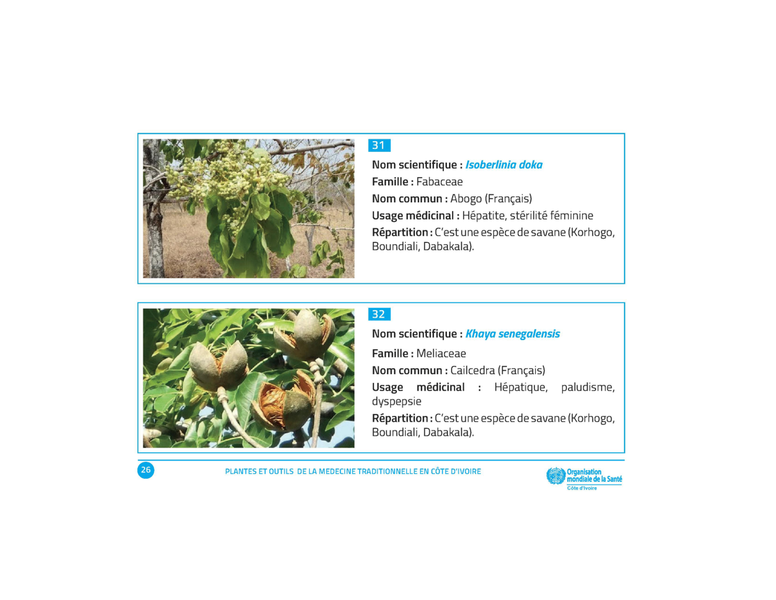 31
Nom scientifique : Isoberlinia doka
Famille : Fabaceae
Nom commun : Abogo (Français)
Usage médicinal : Hépatite, stérilité féminine
Répartition : C'est une espèce de savane (Korhogo,
Boundiali, Dabakala).
32
Nom scientifique : Khaya senegalensis
Famille : Meliaceae
Nom commun : Cailcedra (Français)
Usage médicinal : Hépatique, paludisme,
dyspepsie
Répartition : C'est une espèce de savane (Korhogo,
Boundiali, Dabakala).
26
PLANTES ET OUTILS DE LA MEDECINE TRADITIONNELLE EN CÔTE D'IVOIRE
Organisation
mondiale de la Santé
Côte d'Ivoire